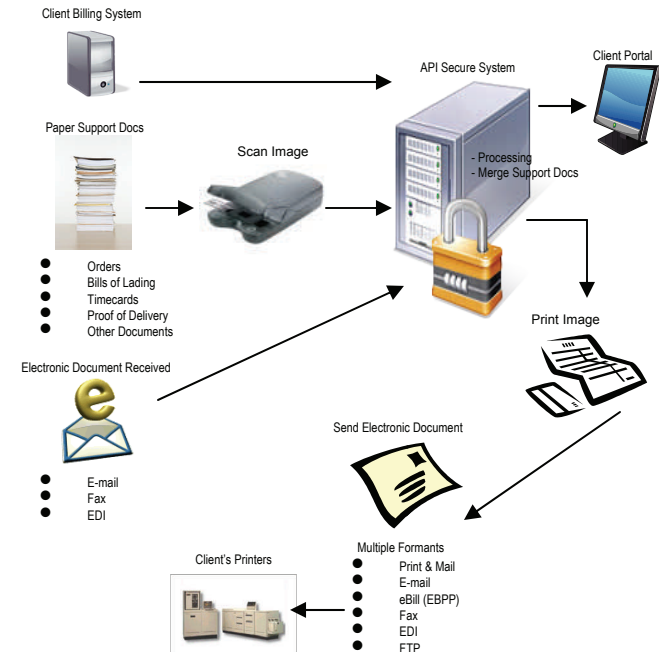 Client Billing System
Client Portal
API Secure System
Paper Support Docs
Scan Image
- Processing
- Merge Support Docs
Orders
Bills of Lading
Timecards
Proof of Delivery
Other Documents
Print Image
Electronic Document Received
Send Electronic Document
E-mail
Fax
EDI
Multiple Formants
Client's Printers
Print & Mail
E-mail
eBill (EBPP)
Fax
EDI
FTP